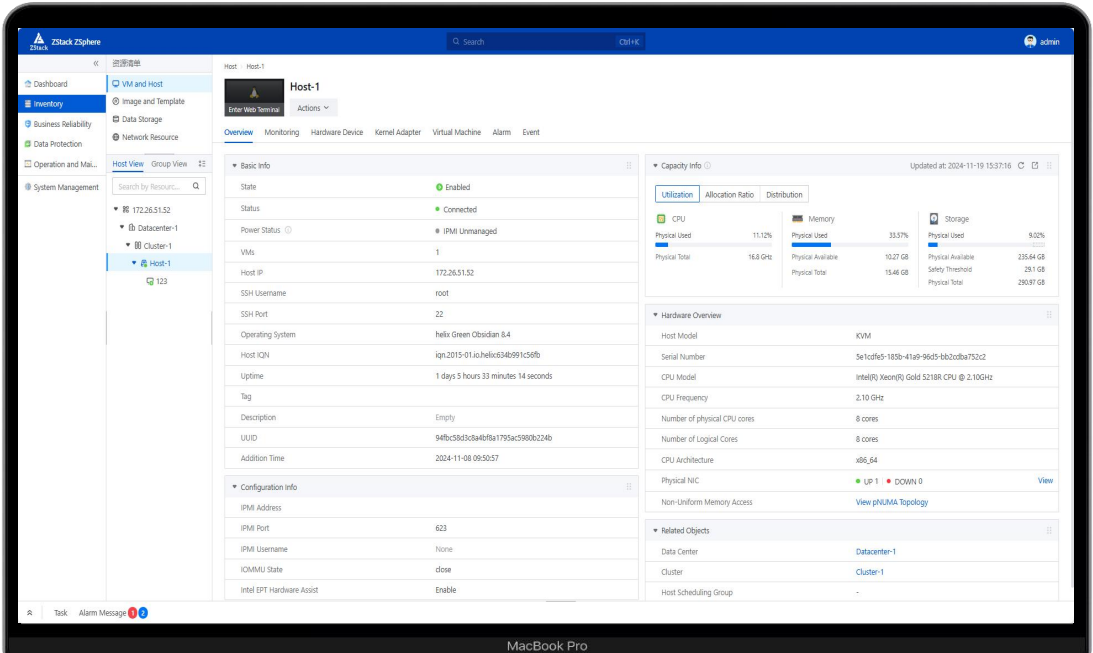 ZStack ZStack ZSphere
Search Ctrl+K
admin
资源清单
Dashboard
Inventory
Business Reliability
Data Protection
Operation and Mai...
System Management
VM and Host
Image and Template
Data Storage
Network Resource
Host View Group View
Search by Resourc...
172.26.51.52
Datacenter-1
Cluster-1
Host-1
123
Host Host-1
Enter Web Terminal
Host-1
Actions
Overview Monitoring Hardware Device Kernel Adapter Virtual Machine Alarm Event
Basic Info
State Enabled
Status Connected
Power Status IPMI Unmanaged
VMs 1
Host IP 172.26.51.52
SSH Username root
SSH Port 22
Operating System helix Green Obsidian 8.4
Host IQN iqn.2015-01.io.helix:634b991c56fb
Uptime 1 days 5 hours 33 minutes 14 seconds
Tag
Description Empty
UUID 94fbc58d3c8a4bf8a1795ac5980b224b
Addition Time 2024-11-08 09:50:57
Configuration Info
IPMI Address
IPMI Port 623
IPMI Username None
IOMMU State close
Intel EPT Hardware Assist Enable
Capacity Info Updated at: 2024-11-19 15:37:16
Utilization Allocation Ratio Distribution
CPU
Physical Used 11.12%
Physical Total 16.8 GHz
Memory
Physical Used 33.57%
Physical Available 10.27 GB
Physical Total 15.46 GB
Storage
Physical Used 9.02%
Physical Available 235.64 GB
Safety Threshold 29.1 GB
Physical Total 290.97 GB
Hardware Overview
Host Model KVM
Serial Number 5e1cdfe5-185b-41a9-96d5-bb2cdba752c2
CPU Model Intel(R) Xeon(R) Gold 5218R CPU @ 2.10GHz
CPU Frequency 2.10 GHz
Number of physical CPU cores 8 cores
Number of Logical Cores 8 cores
CPU Architecture x86_64
Physical NIC UP 1 DOWN 0 View
Non-Uniform Memory Access View pNUMA Topology
Related Objects
Data Center Datacenter-1
Cluster Cluster-1
Host Scheduling Group -
Task Alarm Message 1 2
MacBook Pro